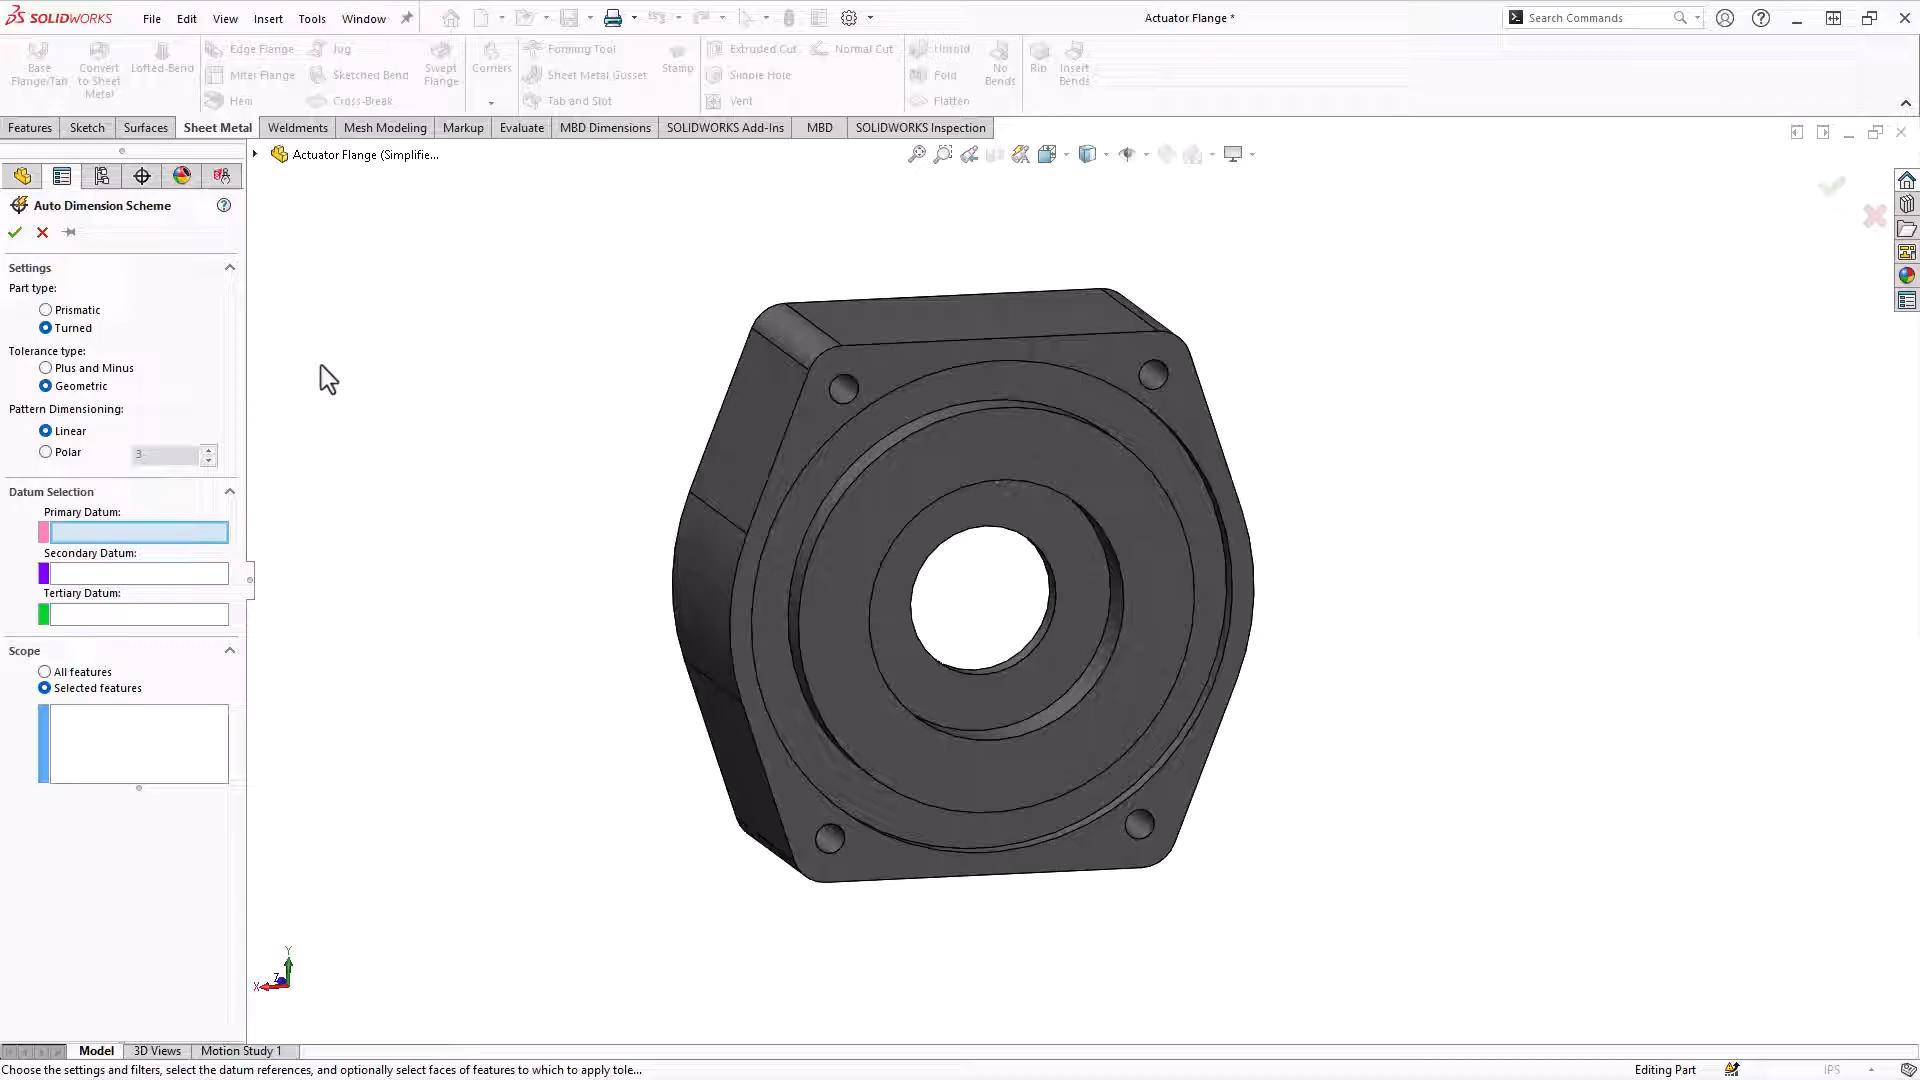 SOLIDWORKS File Edit View Insert Tools Window Actuator Flange * Search Commands
Base Flange/Tab
Convert to Sheet Metal
Lofted-Bend
Edge Flange
Miter Flange
Hem
Jog
Sketched Bend
Cross-Break
Swept Flange
Corners
Forming Tool
Sheet Metal Gusset
Tab and Slot
Stamp
Extruded Cut
Simple Hole
Vent
Normal Cut
Unfold
Fold
Flatten
No Bends
Rip
Insert Bends
Features Sketch Surfaces Sheet Metal Weldments Mesh Modeling Markup Evaluate MBD Dimensions SOLIDWORKS Add-Ins MBD SOLIDWORKS Inspection
Actuator Flange (Simplifie...
Auto Dimension Scheme
Settings
Part type:
Prismatic
Turned
Tolerance type:
Plus and Minus
Geometric
Pattern Dimensioning:
Linear
Polar 3
Datum Selection
Primary Datum:
Secondary Datum:
Tertiary Datum:
Scope
All features
Selected features
Y
Z
X
Model 3D Views Motion Study 1
Choose the settings and filters, select the datum references, and optionally select faces of features to which to apply tole... Editing Part IPS